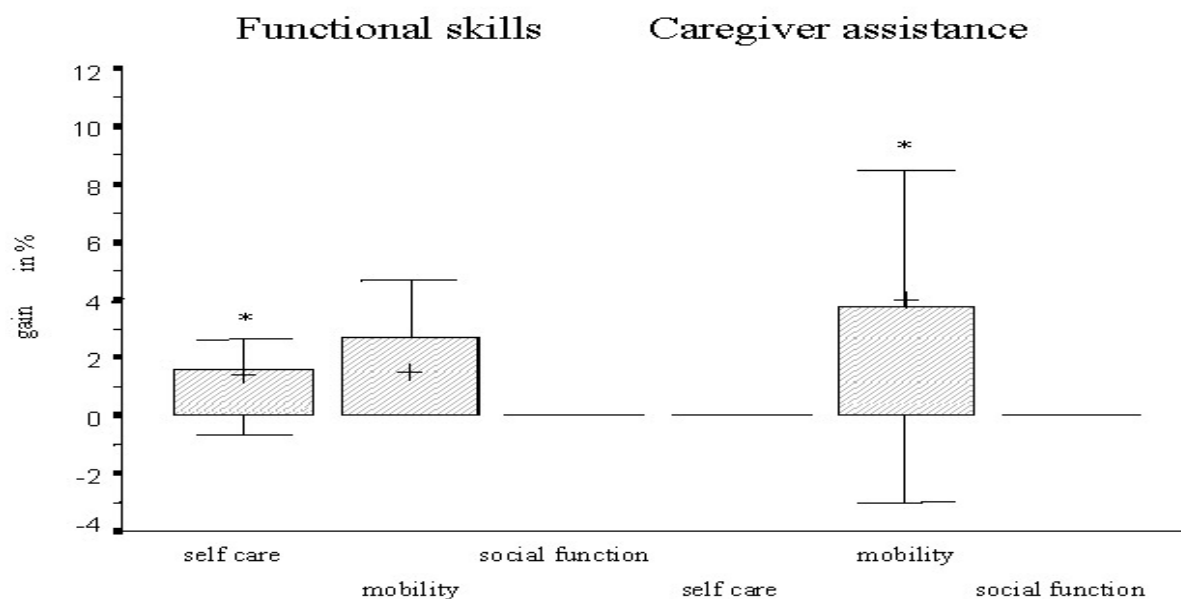 Functional skills Caregiver assistance
12
10
8
6
4
2
0
-2
-4
gain in %
*
*
self care social function mobility
mobility self care social function